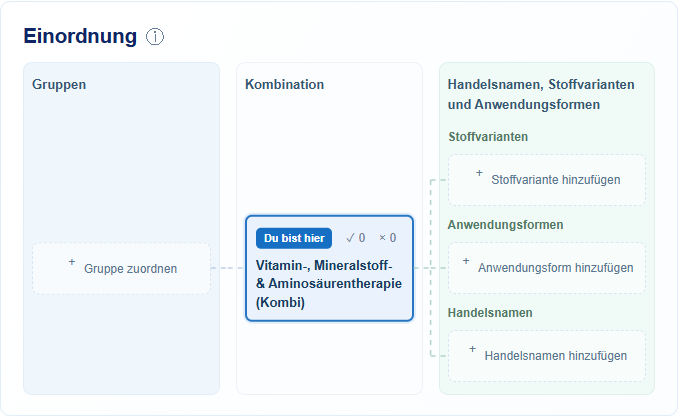 Einordnung ⓘ
Gruppen
+ Gruppe zuordnen
Kombination
Du bist hier ✓ 0 × 0
Vitamin-, Mineralstoff-
& Aminosäurentherapie
(Kombi)
Handelsnamen, Stoffvarianten
und Anwendungsformen
Stoffvarianten
+ Stoffvariante hinzufügen
Anwendungsformen
+ Anwendungsform hinzufügen
Handelsnamen
+ Handelsnamen hinzufügen